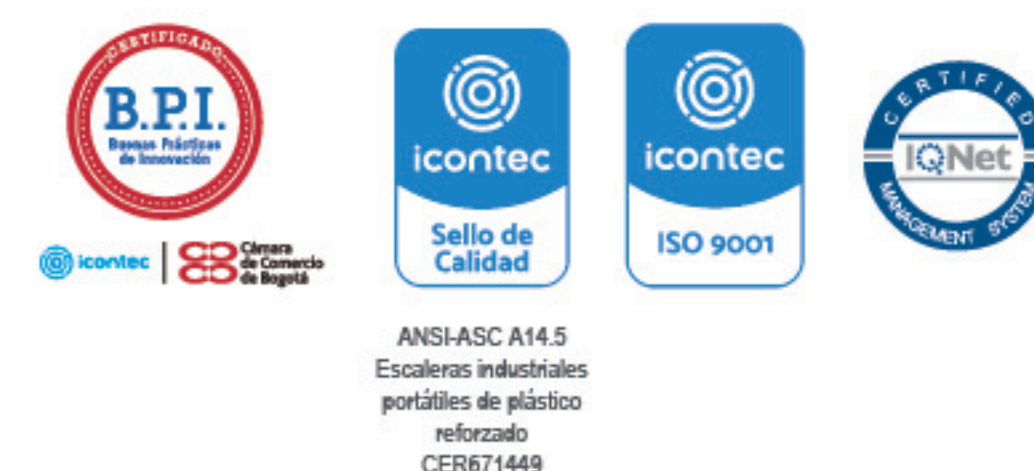 CERTIFICADO
B.P.I.
Buenas Prácticas
de Innovación
icontec
Cámara
de Comercio
de Bogotá
icontec
Sello de
Calidad
icontec
ISO 9001
CERTIFIED
IQNet
MANAGEMENT SYSTEM
ANSI-ASC A14.5
Escaleras industriales
portátiles de plástico
reforzado
CER671449